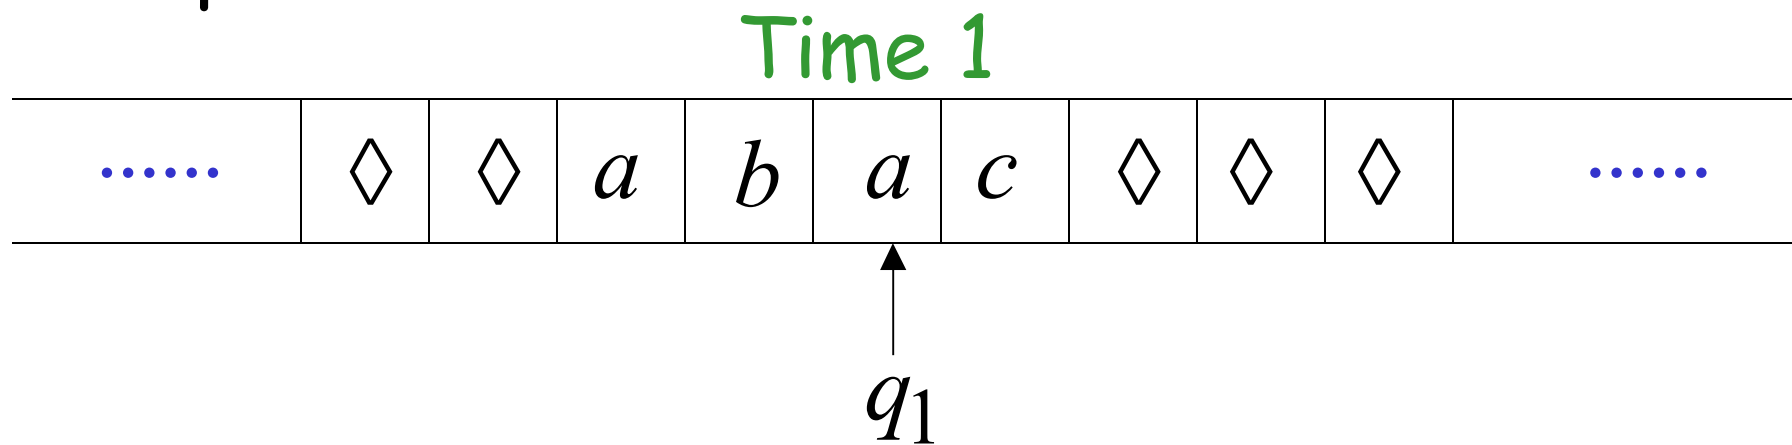 Time 1
...... ◊ ◊ a b a c ◊ ◊ ◊ ......
q₁